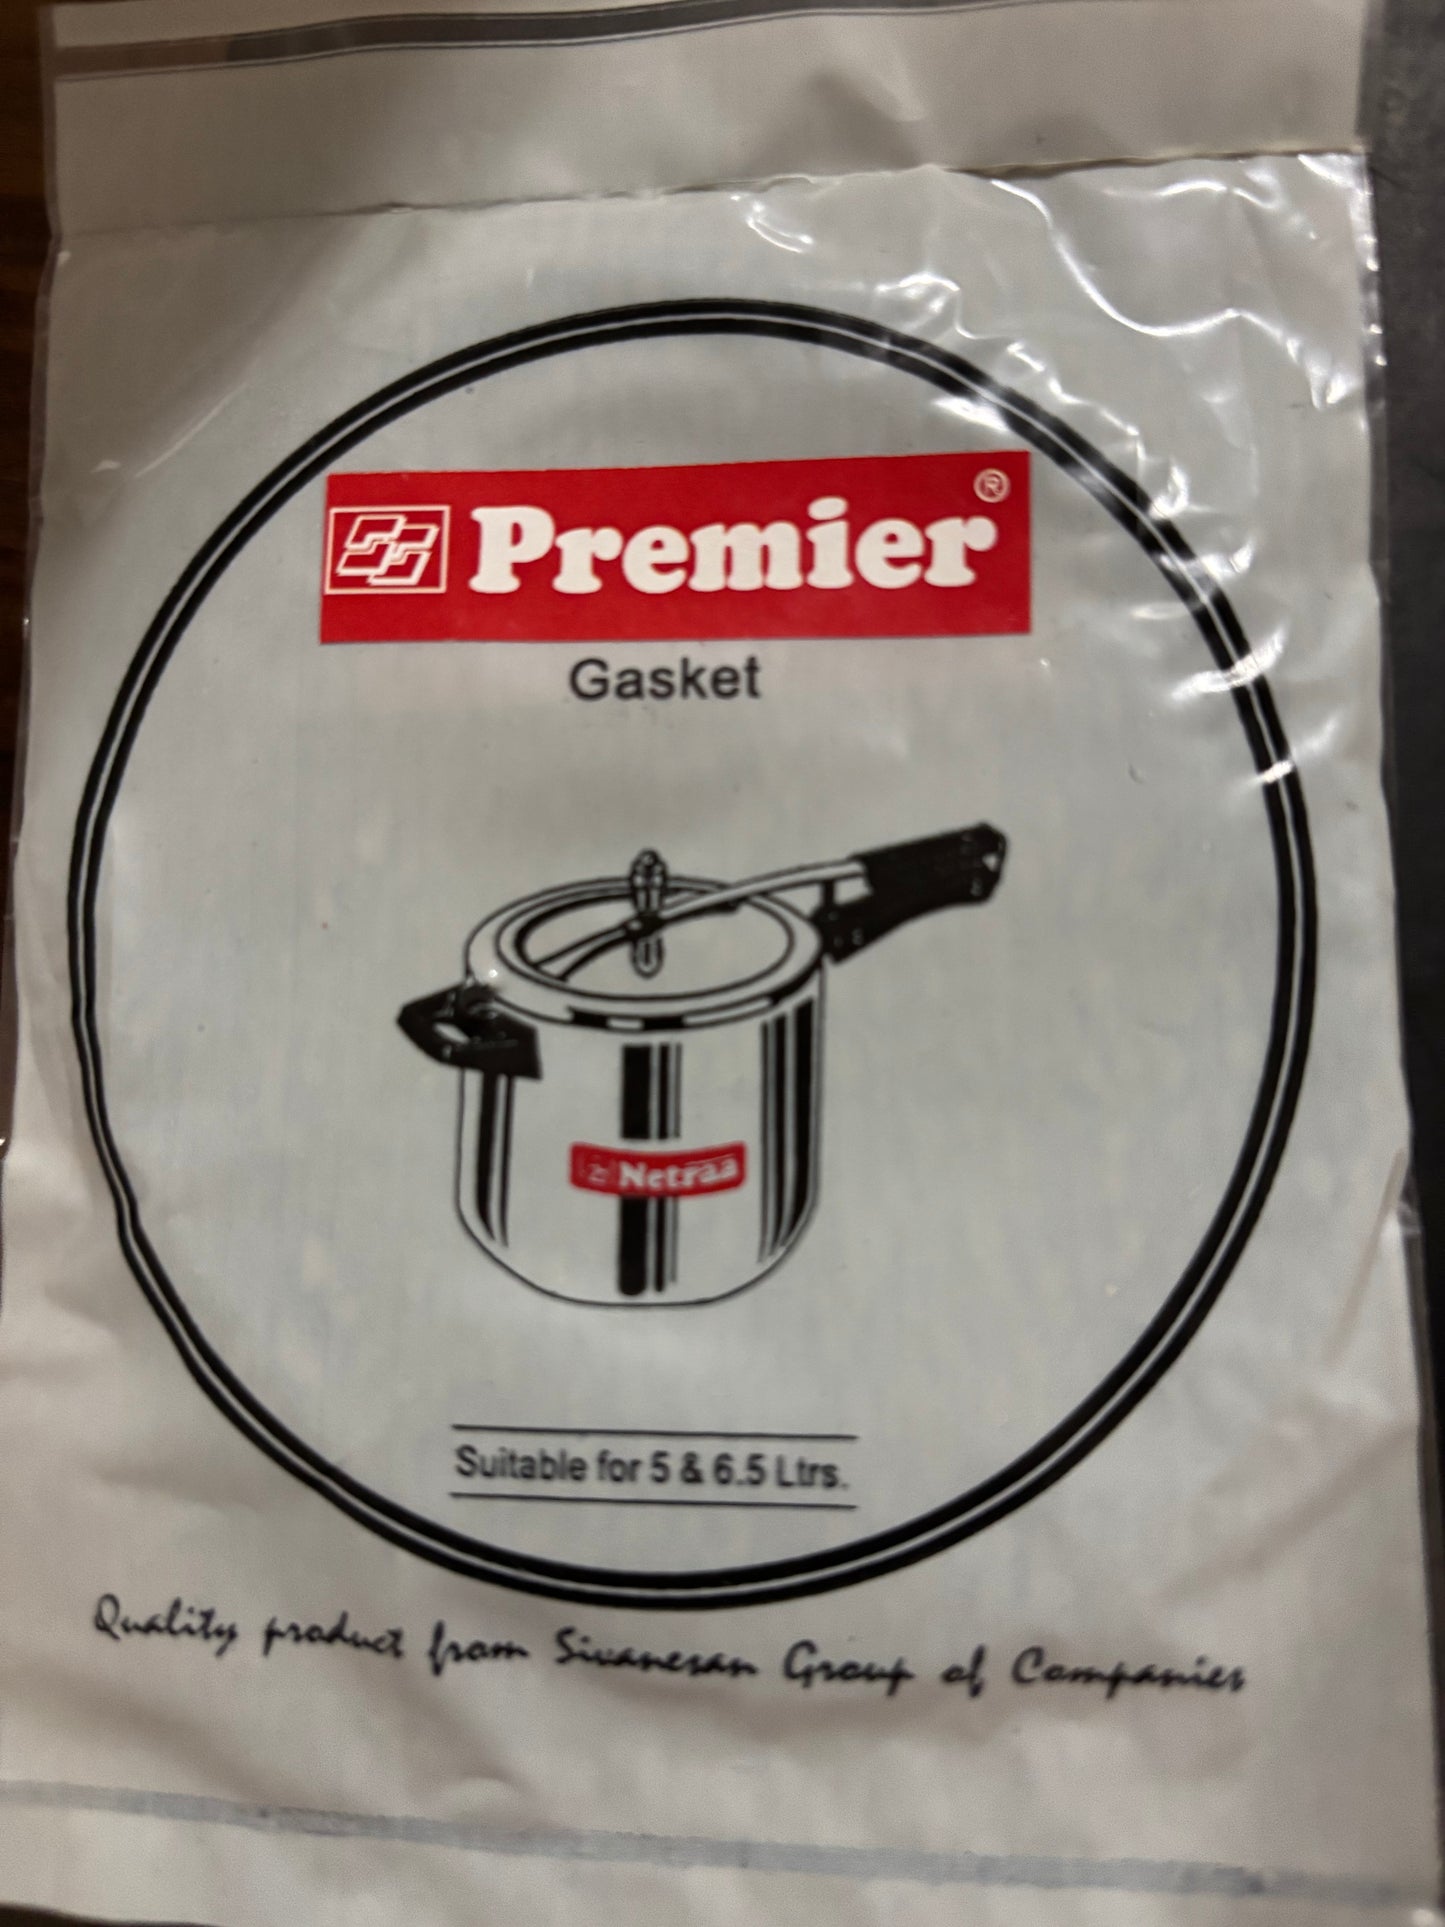 Premier ®
Gasket
Netraa
Suitable for 5 & 6.5 Ltrs.
Quality product from Sivanesan Group of Companies